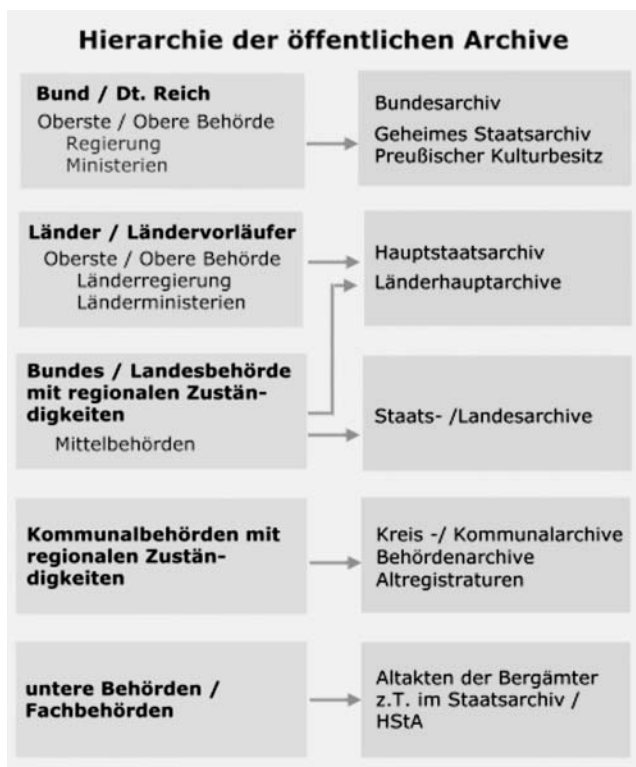 Hierarchie der öffentlichen Archive
Bund / Dt. Reich
Oberste / Obere Behörde
Regierung
Ministerien
Bundesarchiv
Geheimes Staatsarchiv
Preußischer Kulturbesitz
Länder / Ländervorläufer
Oberste / Obere Behörde
Länderregierung
Länderministerien
Hauptstaatsarchiv
Länderhauptarchive
Bundes / Landesbehörde
mit regionalen Zustän-
digkeiten
Mittelbehörden
Staats- /Landesarchive
Kommunalbehörden mit
regionalen Zustän-
digkeiten
Kreis -/ Kommunalarchive
Behördenarchive
Altregistraturen
untere Behörden /
Fachbehörden
Altakten der Bergämter
z.T. im Staatsarchiv /
HStA